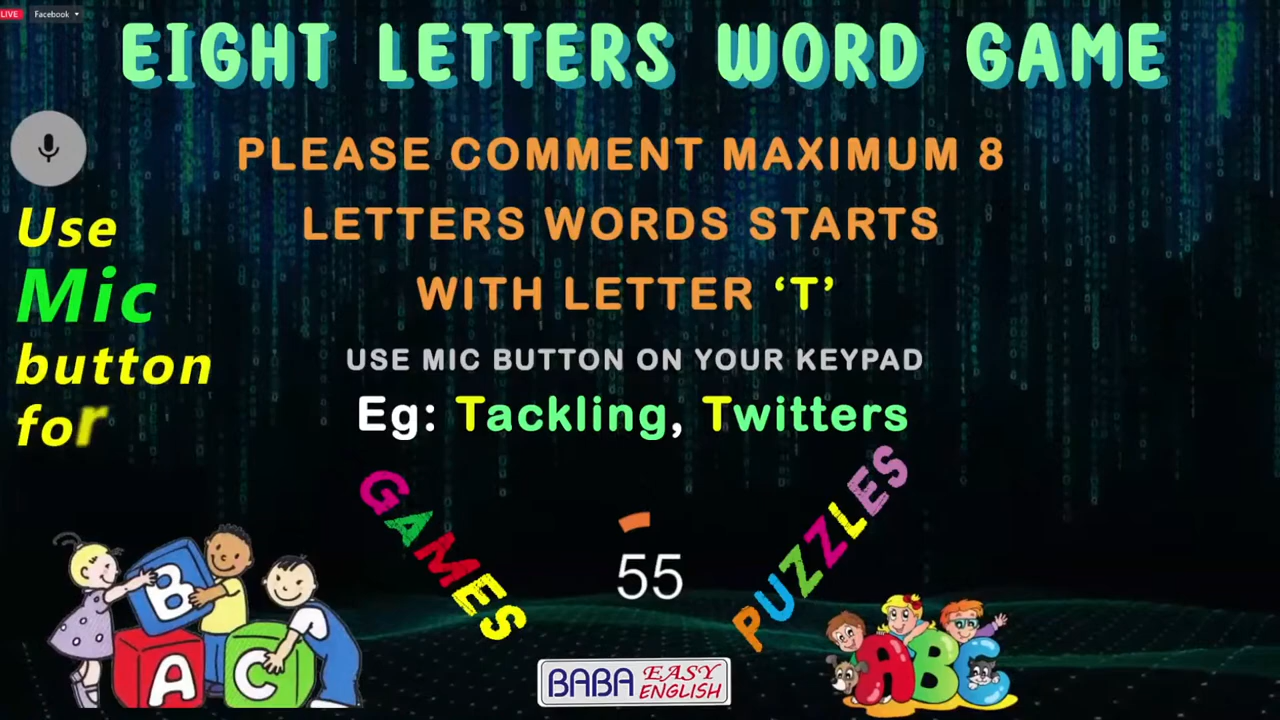 LIVE Facebook
EIGHT LETTERS WORD GAME
PLEASE COMMENT MAXIMUM 8
LETTERS WORDS STARTS
WITH LETTER ‘T’
USE MIC BUTTON ON YOUR KEYPAD
Eg: Tackling, Twitters
Use
Mic
button
for
GAMES
PUZZLES
55
B
A C
ABC
BABA EASY ENGLISH